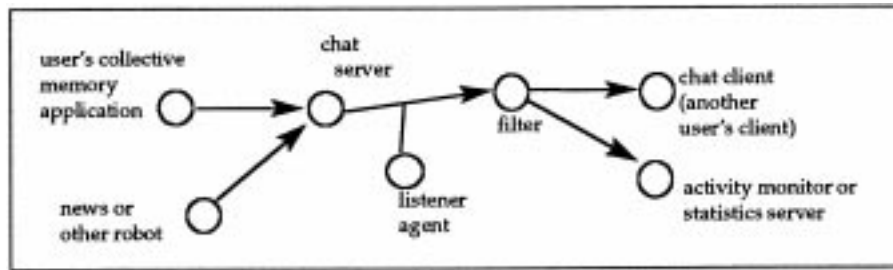 user's collective
memory
application
chat
server
filter
chat client
(another
user's client)
news or
other robot
listener
agent
activity monitor or
statistics server